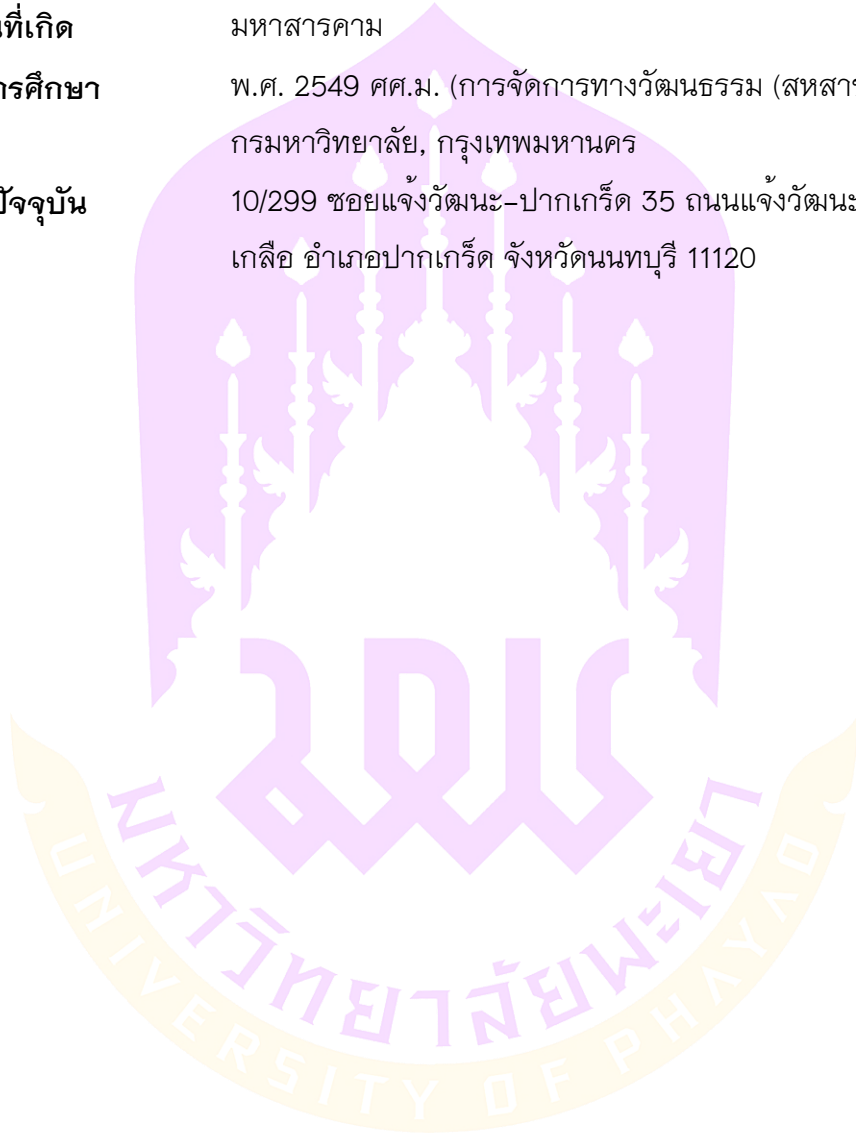 นที่เกิด มหาสารคาม
ารศึกษา พ.ศ. 2549 ศศ.ม. (การจัดการทางวัฒนธรรม (สหสา
กรมหาวิทยาลัย, กรุงเทพมหานคร
ปัจจุบัน 10/299 ซอยแจ้งวัฒนะ-ปากเกร็ด 35 ถนนแจ้งวัฒนะ
เกลือ อำเภอปากเกร็ด จังหวัดนนทบุรี 11120
มพ
มหาวิทยาลัยพะเยา
UNIVERSITY OF PHAYAO